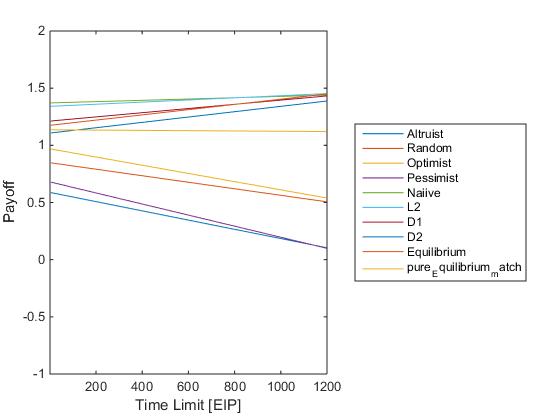 2
1.5
1
0.5
0
-0.5
-1
Payoff
200 400 600 800 1000 1200
Time Limit [EIP]
Altruist
Random
Optimist
Pessimist
Naiive
L2
D1
D2
Equilibrium
pure_Equilibrium_match